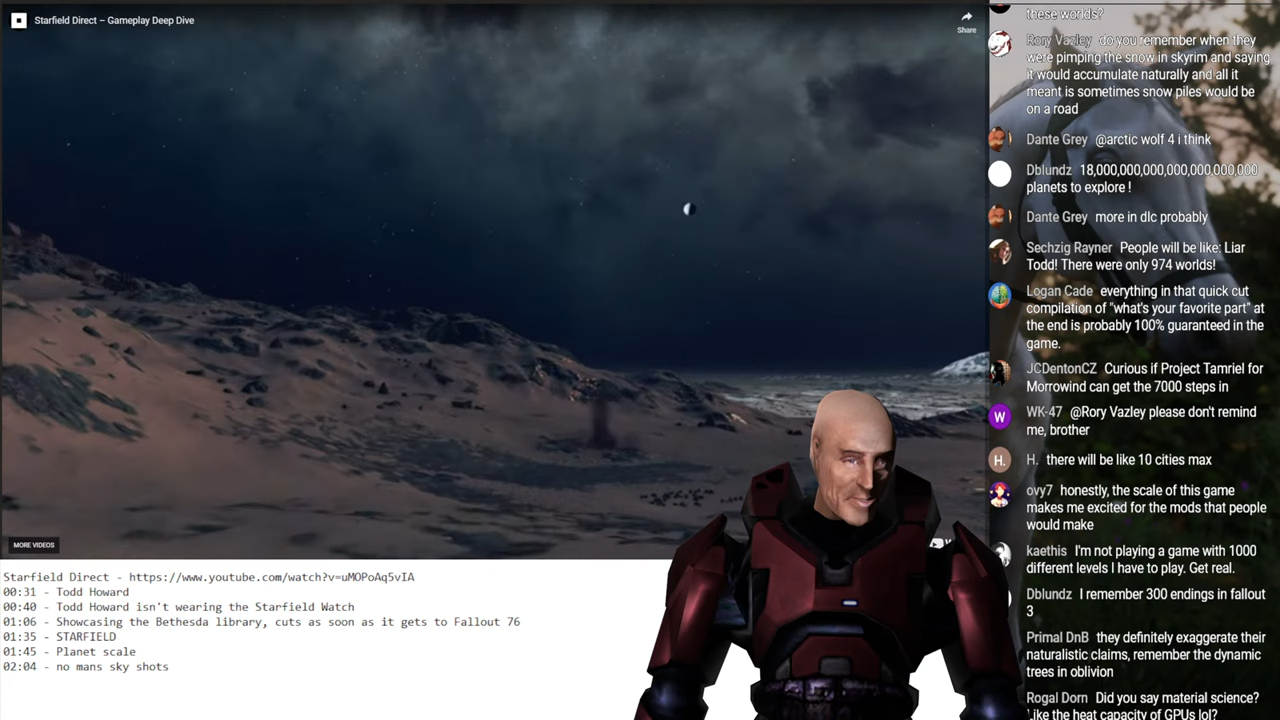 Starfield Direct – Gameplay Deep Dive
Share
MORE VIDEOS
Starfield Direct - https://www.youtube.com/watch?v=uMOPoAq5vIA
00:31 - Todd Howard
00:40 - Todd Howard isn't wearing the Starfield Watch
01:06 - Showcasing the Bethesda library, cuts as soon as it gets to Fallout 76
01:35 - STARFIELD
01:45 - Planet scale
02:04 - no mans sky shots
these worlds?
Rory Vazley do you remember when they
were pimping the snow in skyrim and saying
it would accumulate naturally and all it
meant is sometimes snow piles would be
on a road
Dante Grey @arctic wolf 4 i think
Dblundz 18,000,000,000,000,000,000,000
planets to explore !
Dante Grey more in dlc probably
Sechzig Rayner People will be like: Liar
Todd! There were only 974 worlds!
Logan Cade everything in that quick cut
compilation of "what's your favorite part" at
the end is probably 100% guaranteed in the
game.
JCDentonCZ Curious if Project Tamriel for
Morrowind can get the 7000 steps in
W WK-47 @Rory Vazley please don't remind
me, brother
H. H. there will be like 10 cities max
ovy7 honestly, the scale of this game
makes me excited for the mods that people
would make
kaethis I'm not playing a game with 1000
different levels I have to play. Get real.
Dblundz I remember 300 endings in fallout
3
Primal DnB they definitely exaggerate their
naturalistic claims, remember the dynamic
trees in oblivion
Rogal Dorn Did you say material science?
Like the heat capacity of GPUs lol?